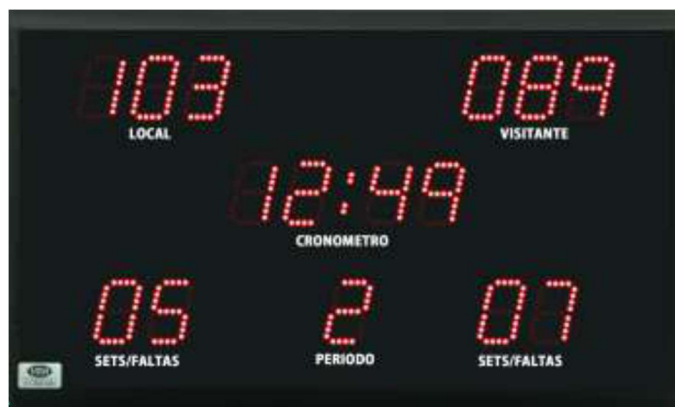 103 089
LOCAL VISITANTE
12:49
CRONOMETRO
05 2 07
SETS/FALTAS PERIODO SETS/FALTAS